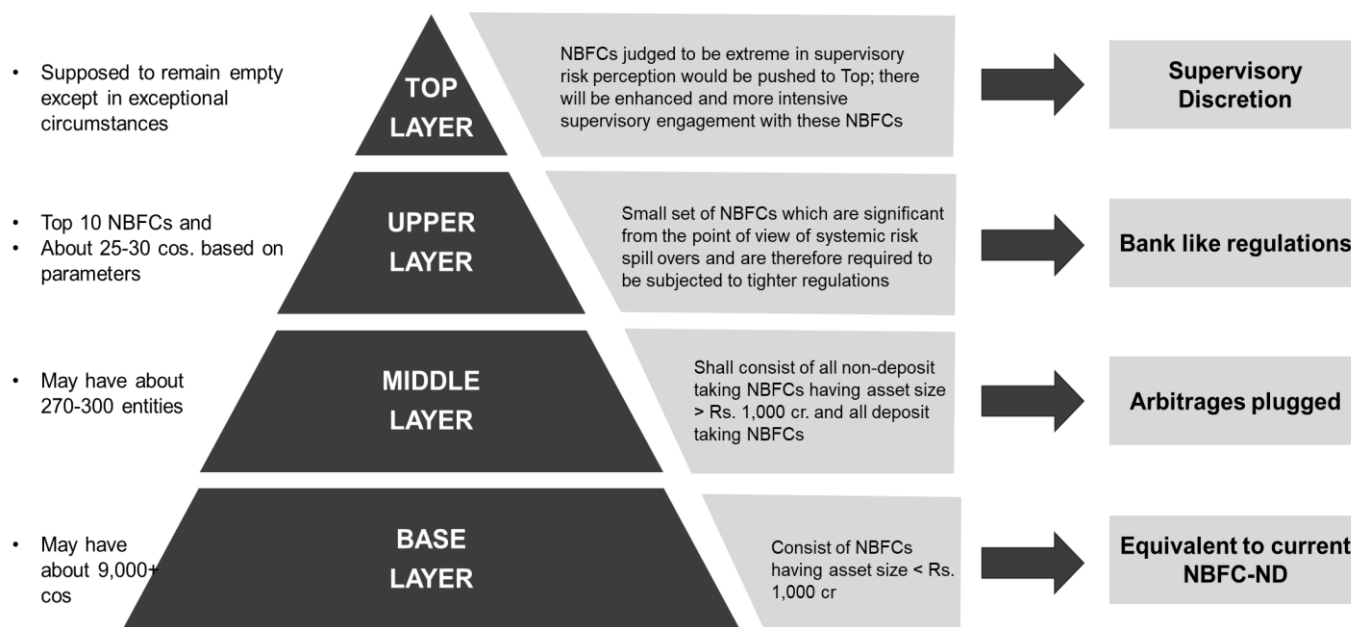 • Supposed to remain empty
except in exceptional
circumstances
TOP
LAYER
NBFCs judged to be extreme in supervisory
risk perception would be pushed to Top; there
will be enhanced and more intensive
supervisory engagement with these NBFCs
Supervisory
Discretion
• Top 10 NBFCs and
• About 25-30 cos. based on
parameters
UPPER
LAYER
Small set of NBFCs which are significant
from the point of view of systemic risk
spill overs and are therefore required to
be subjected to tighter regulations
Bank like regulations
• May have about
270-300 entities
MIDDLE
LAYER
Shall consist of all non-deposit
taking NBFCs having asset size
> Rs. 1,000 cr. and all deposit
taking NBFCs
Arbitrages plugged
• May have
about 9,000+
cos
BASE
LAYER
Consist of NBFCs
having asset size < Rs.
1,000 cr
Equivalent to current
NBFC-ND